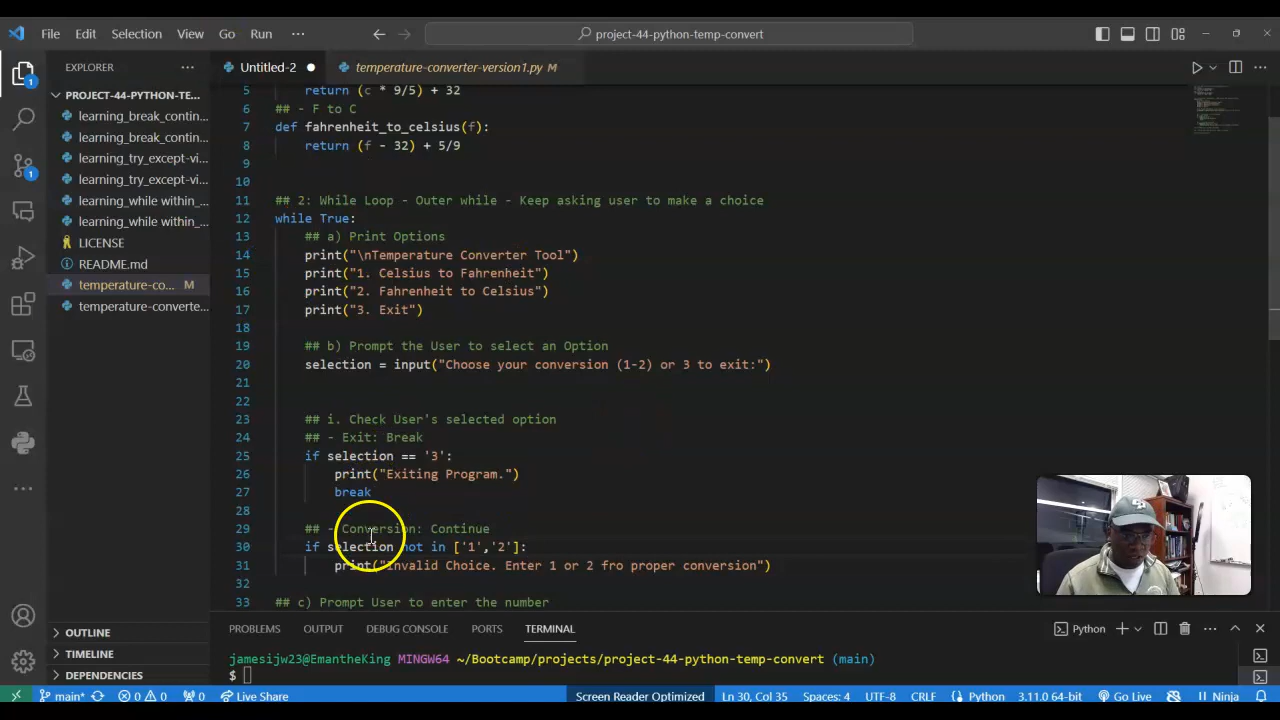 File Edit Selection View Go Run ··· project-44-python-temp-convert
EXPLORER ··· Untitled-2 temperature-converter-version1.py M
PROJECT-44-PYTHON-TE...
learning_break_contin...
learning_break_contin...
learning_try_except-vi...
learning_try_except-vi...
learning_while within_...
learning_while within_...
LICENSE
README.md
temperature-co... M
temperature-converte...
OUTLINE
TIMELINE
DEPENDENCIES
1
1
5 return (c * 9/5) + 32
6 ## - F to C
7 def fahrenheit_to_celsius(f):
8 return (f - 32) + 5/9
9
10
11 ## 2: While Loop - Outer while - Keep asking user to make a choice
12 while True:
13 ## a) Print Options
14 print("\nTemperature Converter Tool")
15 print("1. Celsius to Fahrenheit")
16 print("2. Fahrenheit to Celsius")
17 print("3. Exit")
18
19 ## b) Prompt the User to select an Option
20 selection = input("Choose your conversion (1-2) or 3 to exit:")
21
22
23 ## i. Check User's selected option
24 ## - Exit: Break
25 if selection == '3':
26 print("Exiting Program.")
27 break
28
29 ## - Conversion: Continue
30 if selection not in ['1','2']:
31 print("Invalid Choice. Enter 1 or 2 fro proper conversion")
32
33 ## c) Prompt User to enter the number
PROBLEMS OUTPUT DEBUG CONSOLE PORTS TERMINAL Python
jamesijw23@EmantheKing MINGW64 ~/Bootcamp/projects/project-44-python-temp-convert (main)
$
main* 0 0 0 Live Share Screen Reader Optimized Ln 30, Col 35 Spaces: 4 UTF-8 CRLF Python 3.11.0 64-bit Go Live Ninja